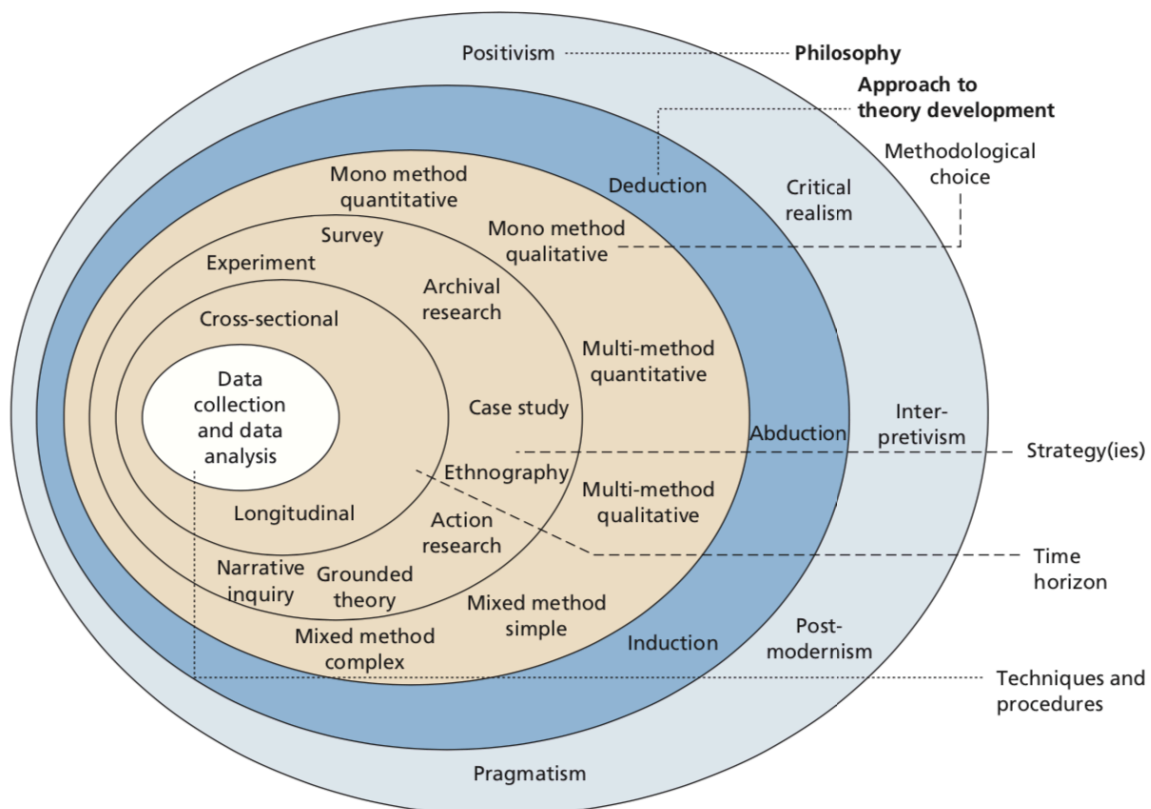 Positivism
Philosophy
Approach to
theory development
Methodological
choice
Mono method
quantitative
Deduction
Critical
realism
Survey
Mono method
qualitative
Experiment
Archival
research
Cross-sectional
Multi-method
quantitative
Data
collection
and data
analysis
Case study
Abduction
Inter-
pretivism
Strategy(ies)
Ethnography
Multi-method
qualitative
Longitudinal
Action
research
Time
horizon
Narrative
inquiry
Grounded
theory
Mixed method
simple
Mixed method
complex
Induction
Post-
modernism
Techniques and
procedures
Pragmatism